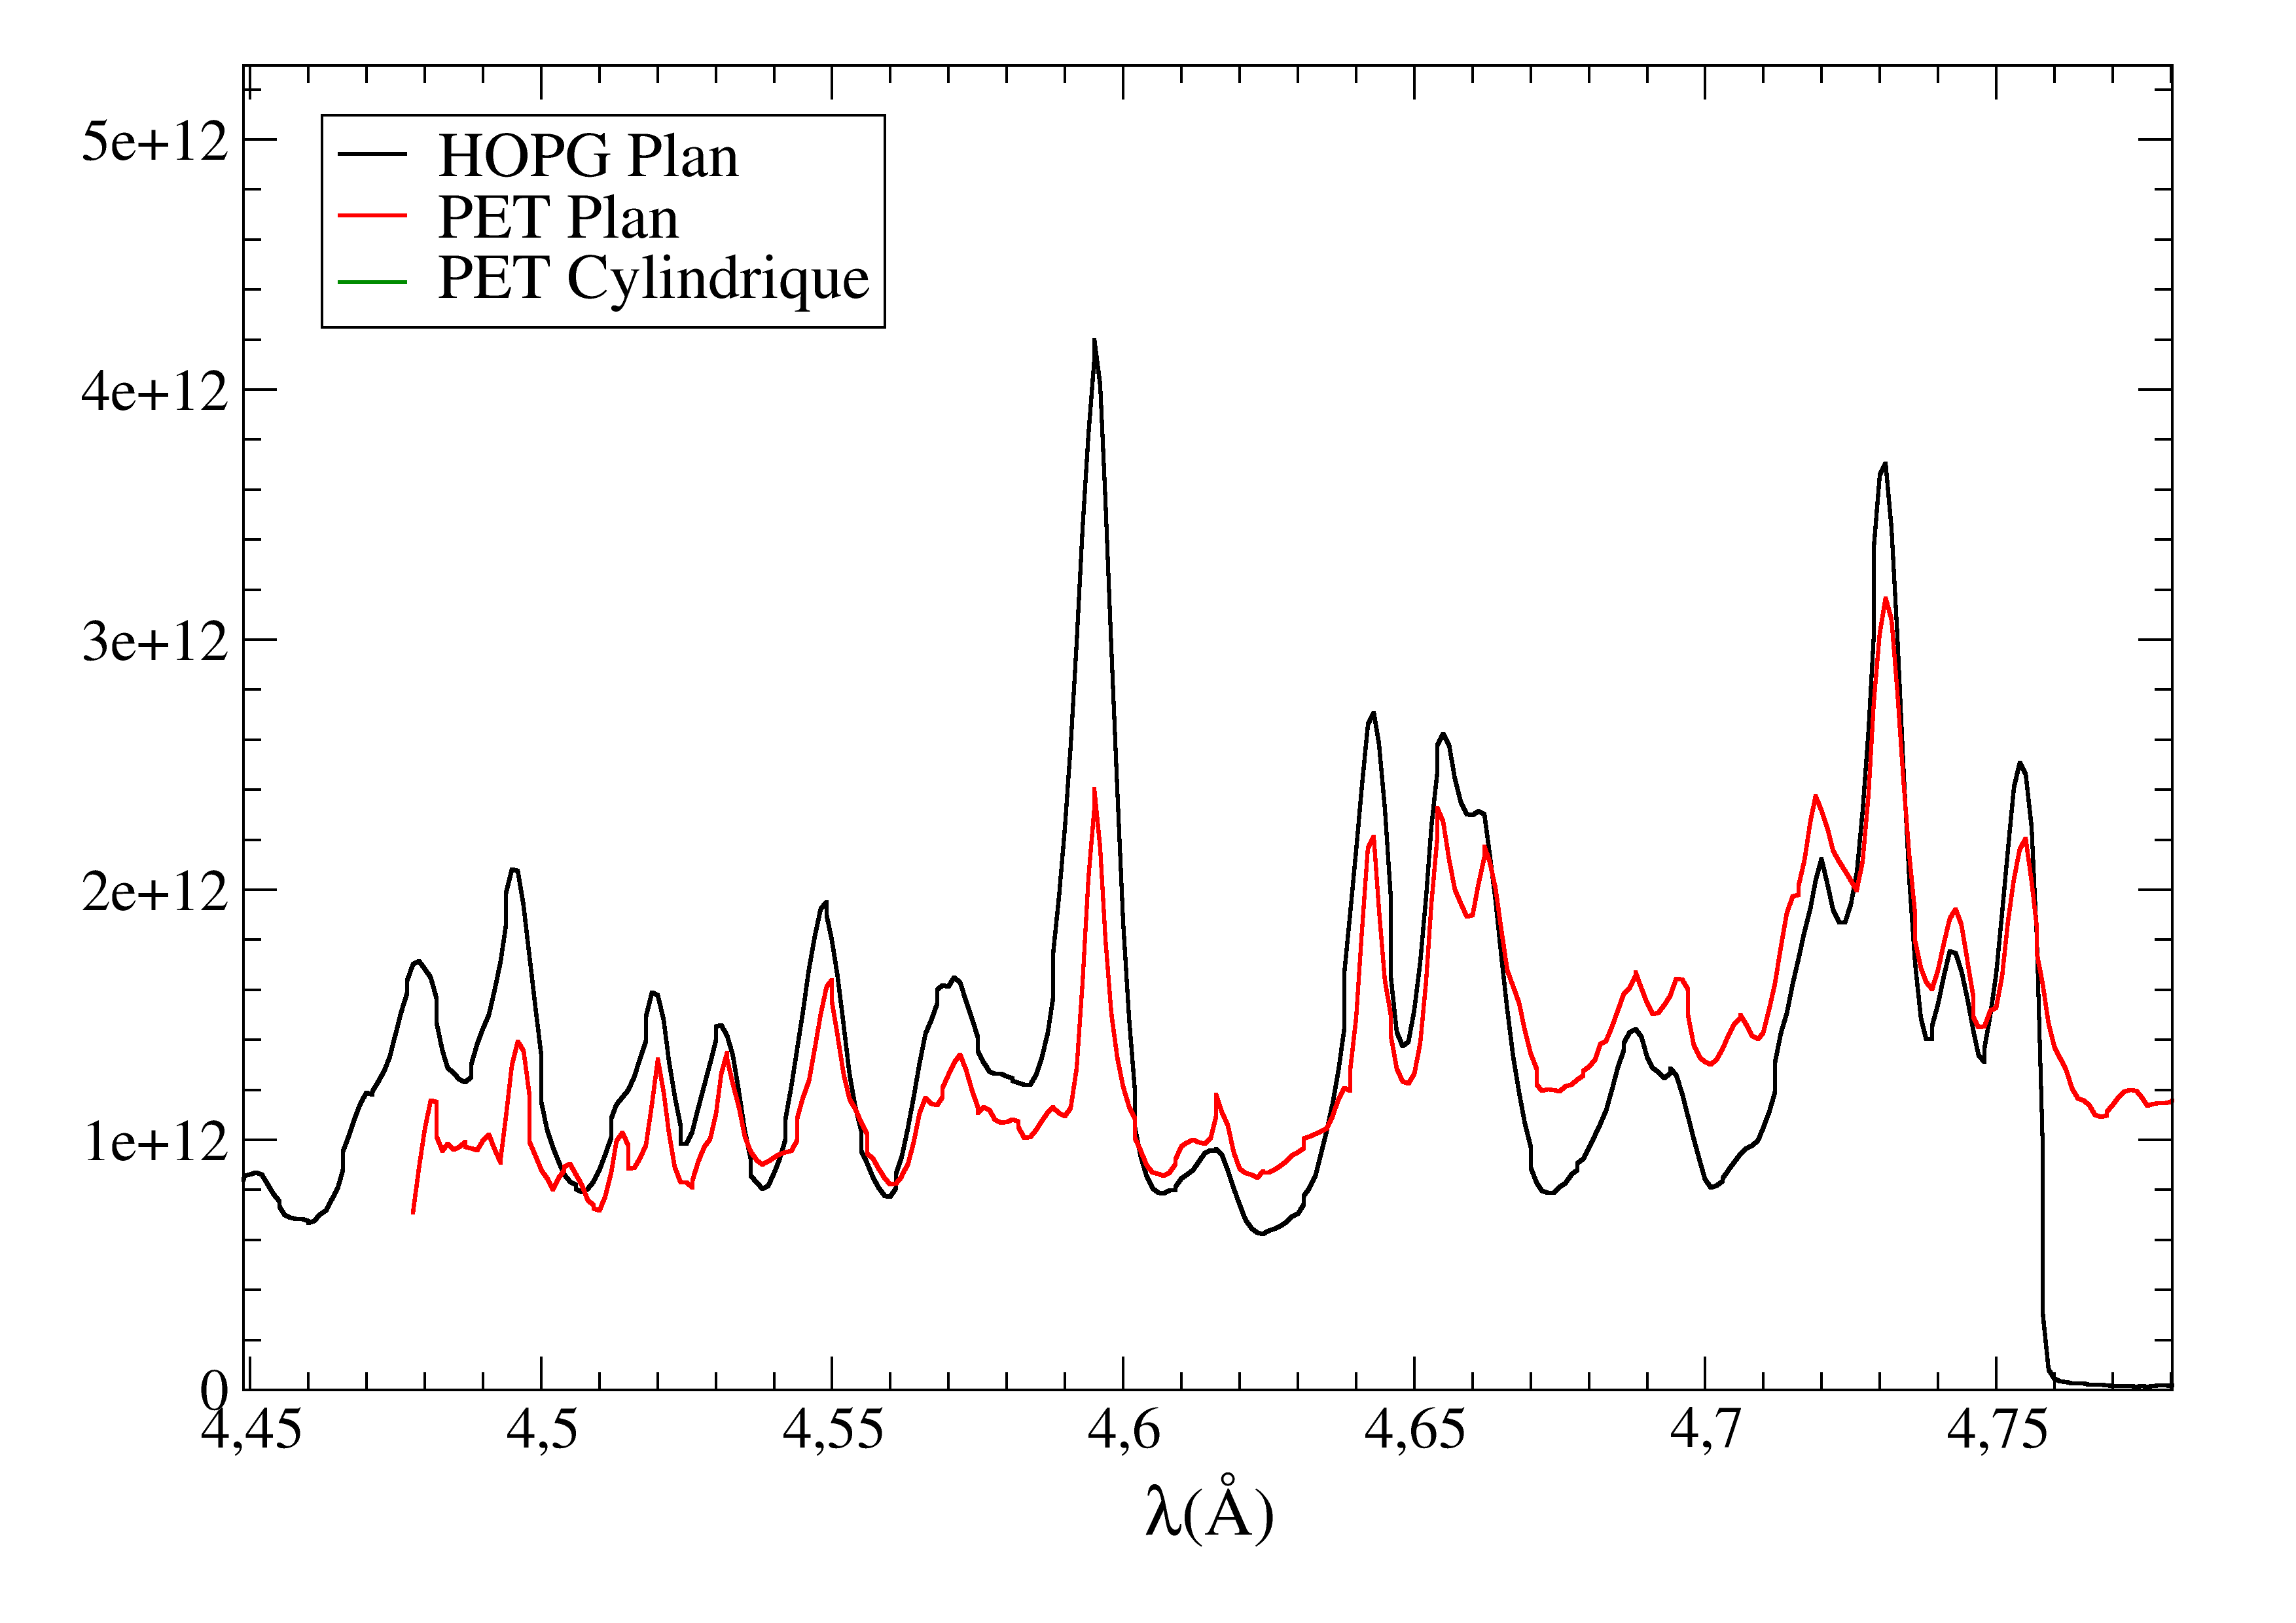 5e+12
4e+12
3e+12
2e+12
1e+12
0
HOPG Plan
PET Plan
PET Cylindrique
4,45 4,5 4,55 4,6 4,65 4,7 4,75
λ(Å)